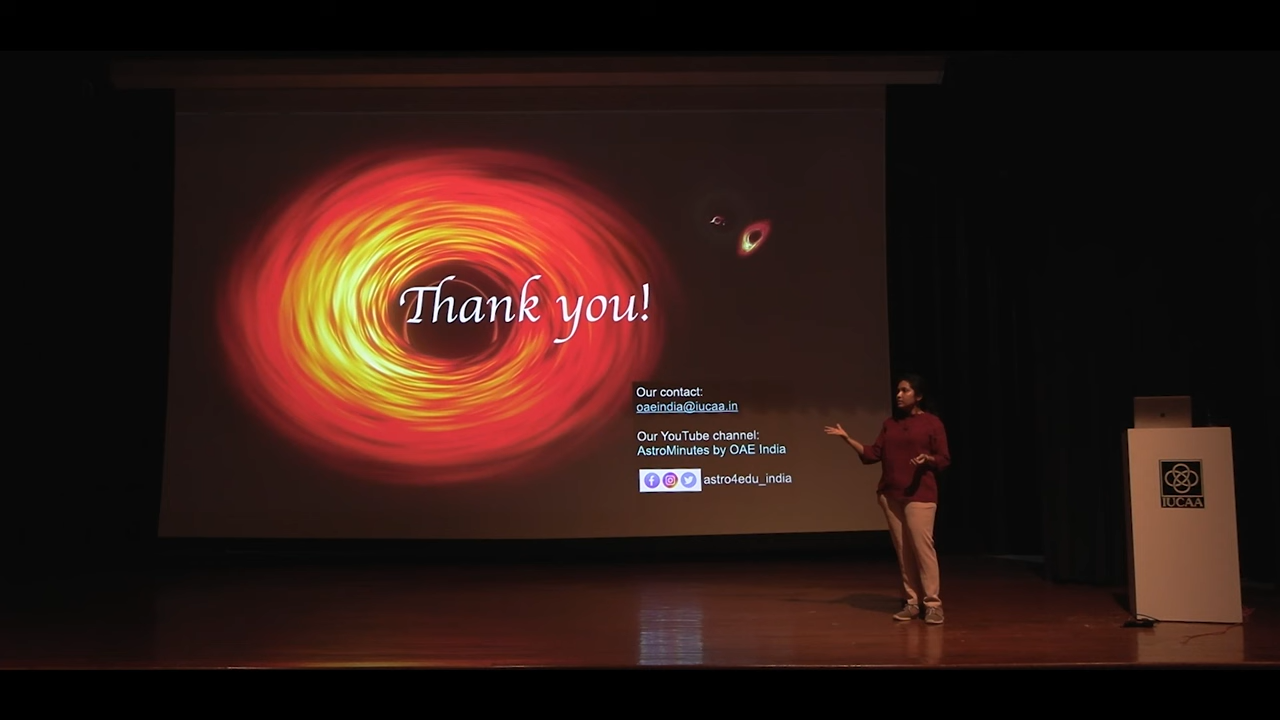 Thank you!
Our contact:
oaeindia@iucaa.in
Our YouTube channel:
AstroMinutes by OAE India
astro4edu_india
IUCAA